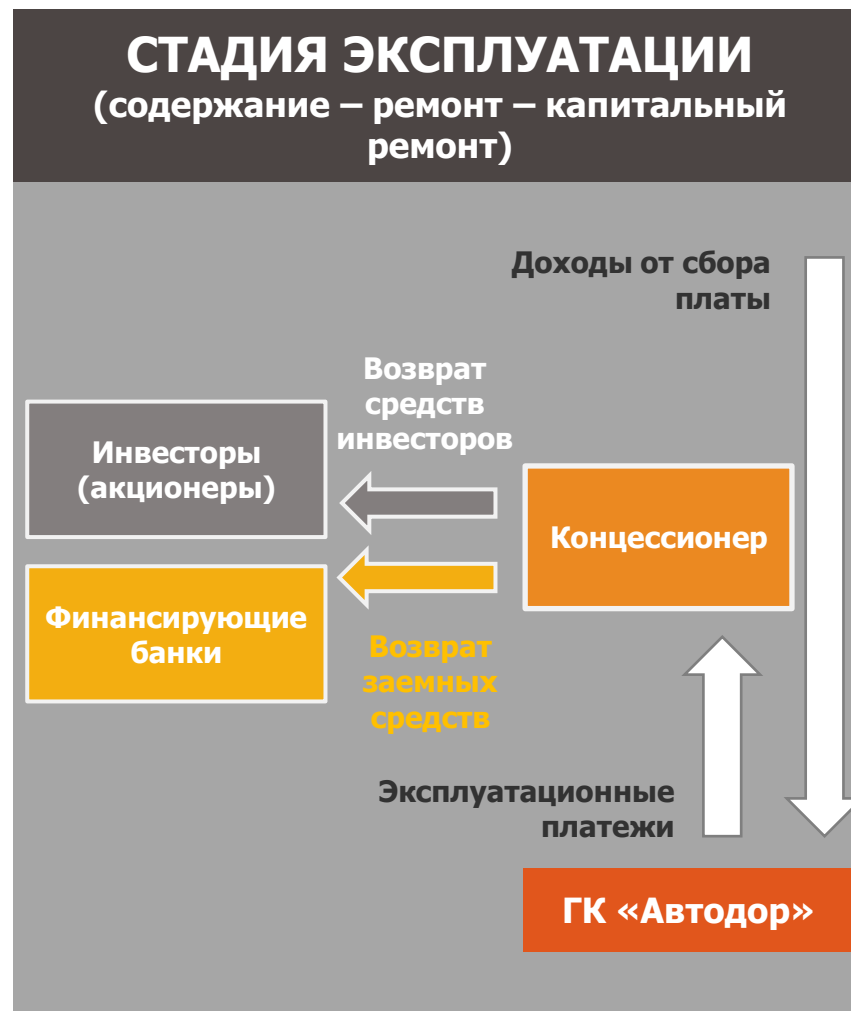 СТАДИЯ ЭКСПЛУАТАЦИИ
(содержание – ремонт – капитальный
ремонт)
Доходы от сбора
платы
Возврат
средств
инвесторов
Инвесторы
(акционеры)
Концессионер
Финансирующие
банки
Возврат
заемных
средств
Эксплуатационные
платежи
ГК «Автодор»